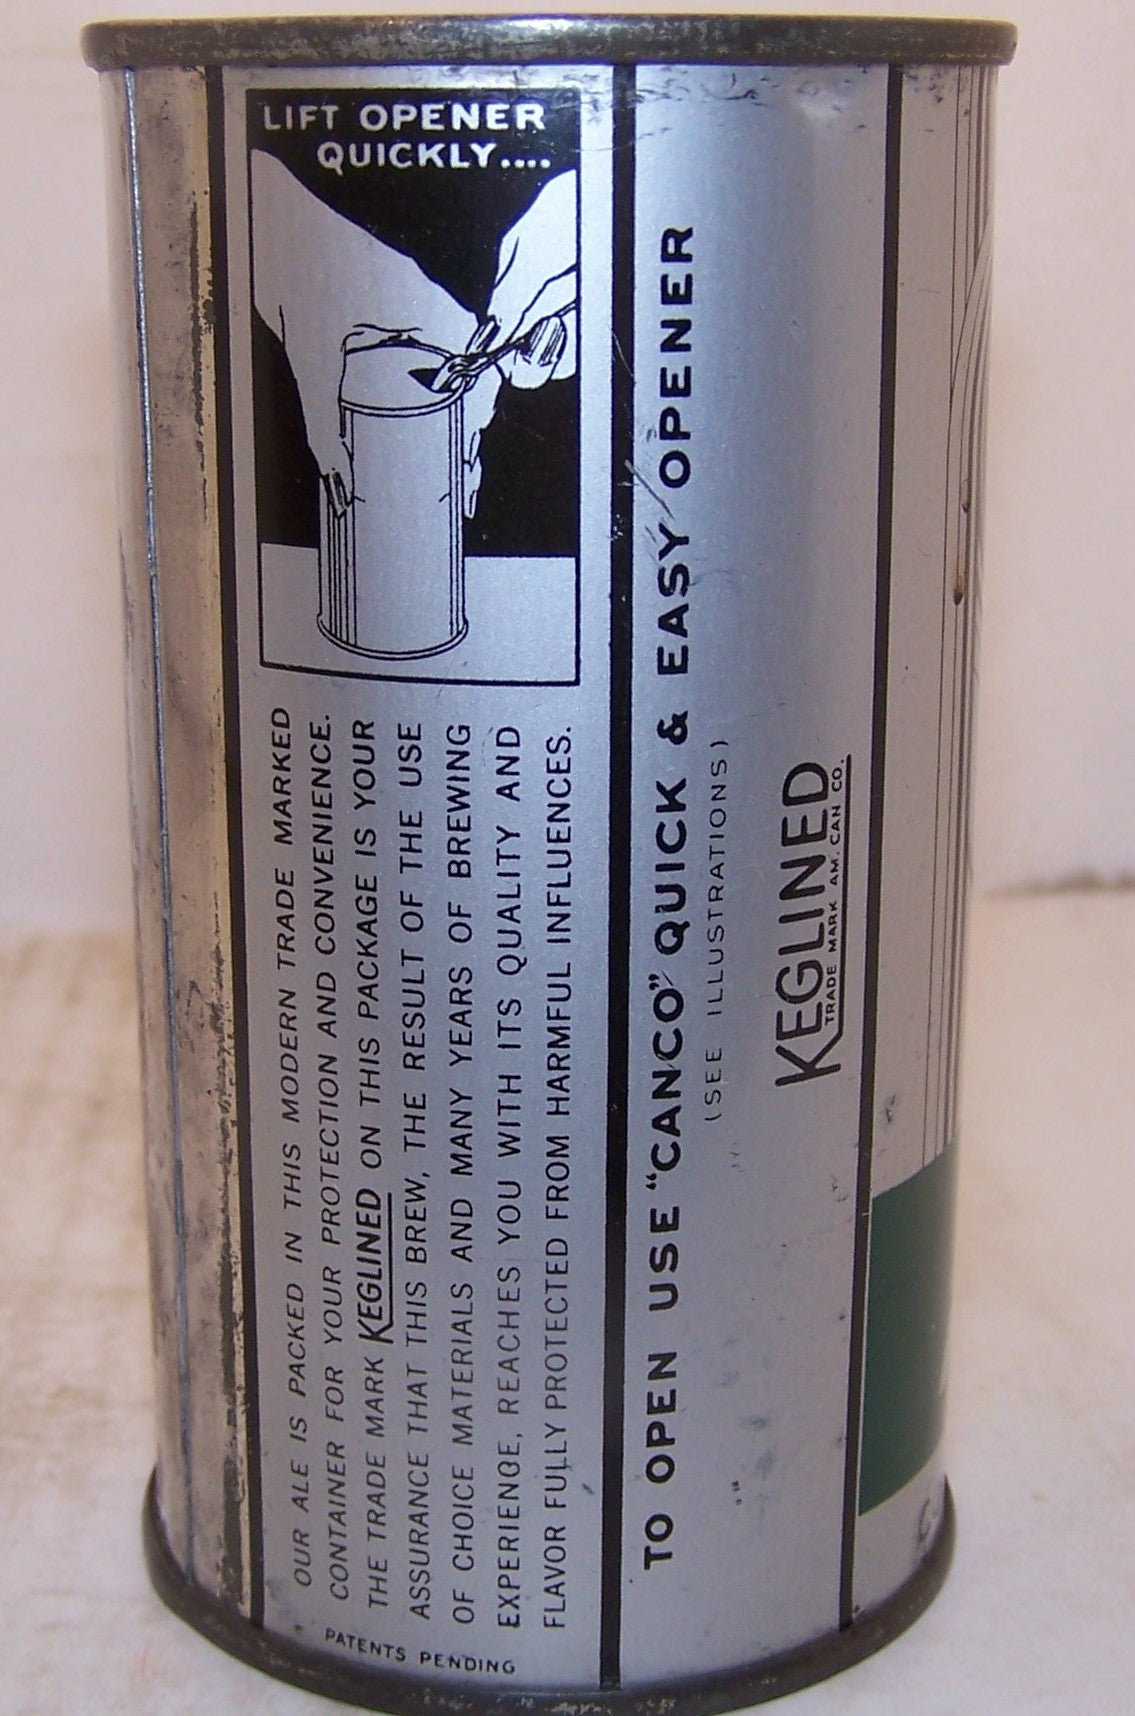 LIFT OPENER
QUICKLY....
OUR ALE IS PACKED IN THIS MODERN TRADE MARKED
CONTAINER FOR YOUR PROTECTION AND CONVENIENCE.
THE TRADE MARK KEGLINED ON THIS PACKAGE IS YOUR
ASSURANCE THAT THIS BREW, THE RESULT OF THE USE
OF CHOICE MATERIALS AND MANY YEARS OF BREWING
EXPERIENCE, REACHES YOU WITH ITS QUALITY AND
FLAVOR FULLY PROTECTED FROM HARMFUL INFLUENCES.
PATENTS PENDING
TO OPEN USE "CANCO" QUICK & EASY OPENER
(SEE ILLUSTRATIONS)
KEGLINED
TRADE MARK AM. CAN CO.